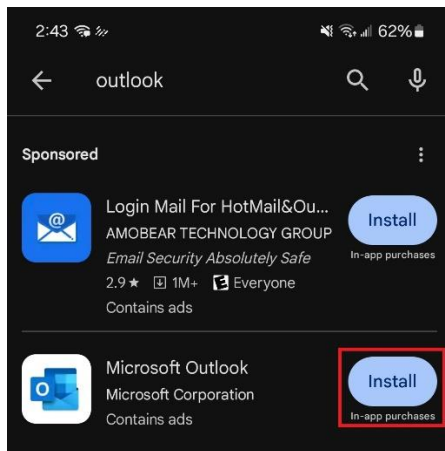 2:43 62%
outlook
Sponsored
Login Mail For HotMail&Ou...
AMOBEAR TECHNOLOGY GROUP
Email Security Absolutely Safe
2.9★ 1M+ E Everyone
Contains ads
Install
In-app purchases
Microsoft Outlook
Microsoft Corporation
Contains ads
Install
In-app purchases